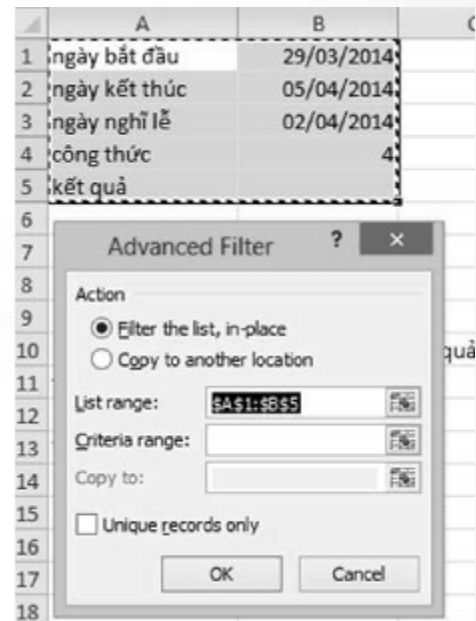 A B C
1 ngày bắt đầu 29/03/2014
2 ngày kết thúc 05/04/2014
3 ngày nghĩ lễ 02/04/2014
4 công thức 4
5 kết quả
6
7
8
9
10 quả
11
12
13
14
15
16
17
18
Advanced Filter ? ×
Action
Filter the list, in-place
Copy to another location
List range: $A$1:$B$5
Criteria range:
Copy to:
Unique records only
OK Cancel